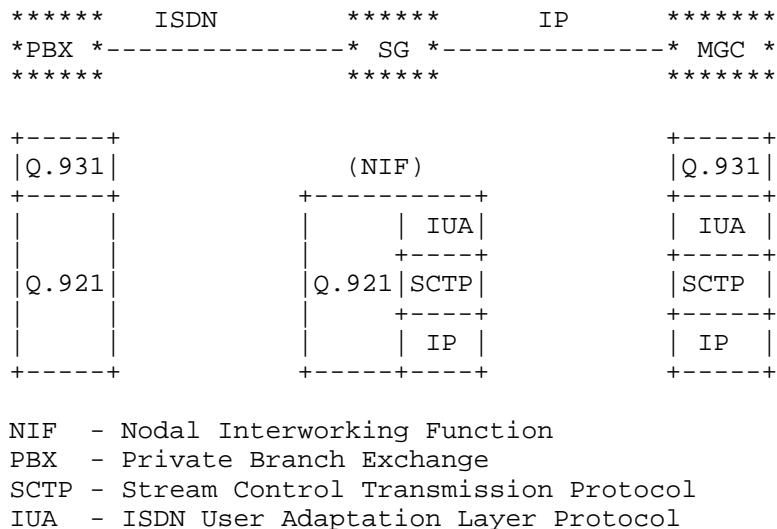 ******   ISDN        ******      IP       *******
*PBX *---------------* SG *--------------* MGC *
******               ******               *******

+-----+                                   +-----+
|Q.931|              (NIF)                |Q.931|
+-----+            +----------+           +-----+
|     |            |     | IUA|           | IUA |
|     |            |     +----+           +-----+
|Q.921|            |Q.921|SCTP|           |SCTP |
|     |            |     +----+           +-----+
|     |            |     | IP |           | IP  |
+-----+            +-----+----+           +-----+

NIF  - Nodal Interworking Function
PBX  - Private Branch Exchange
SCTP - Stream Control Transmission Protocol
IUA  - ISDN User Adaptation Layer Protocol